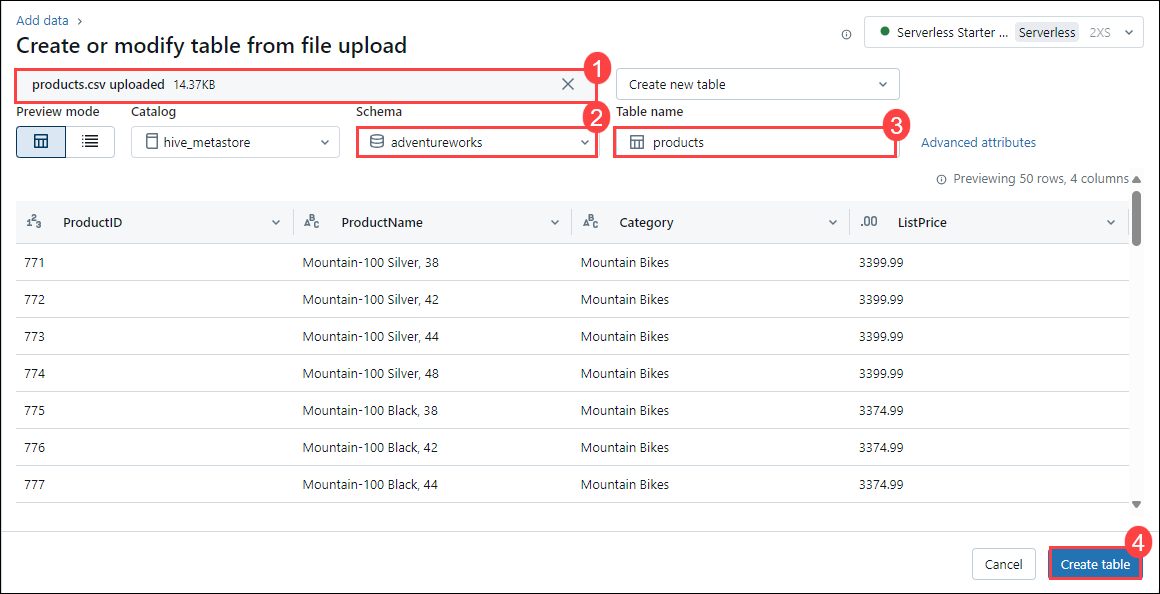 Add data >
Create or modify table from file upload
Serverless Starter ... Serverless 2XS
products.csv uploaded 14.37KB
1
Create new table
Preview mode Catalog Schema 2 Table name 3
hive_metastore adventureworks products Advanced attributes
Previewing 50 rows, 4 columns
123 ProductID ABC ProductName ABC Category .00 ListPrice
771 Mountain-100 Silver, 38 Mountain Bikes 3399.99
772 Mountain-100 Silver, 42 Mountain Bikes 3399.99
773 Mountain-100 Silver, 44 Mountain Bikes 3399.99
774 Mountain-100 Silver, 48 Mountain Bikes 3399.99
775 Mountain-100 Black, 38 Mountain Bikes 3374.99
776 Mountain-100 Black, 42 Mountain Bikes 3374.99
777 Mountain-100 Black, 44 Mountain Bikes 3374.99
4
Cancel Create table